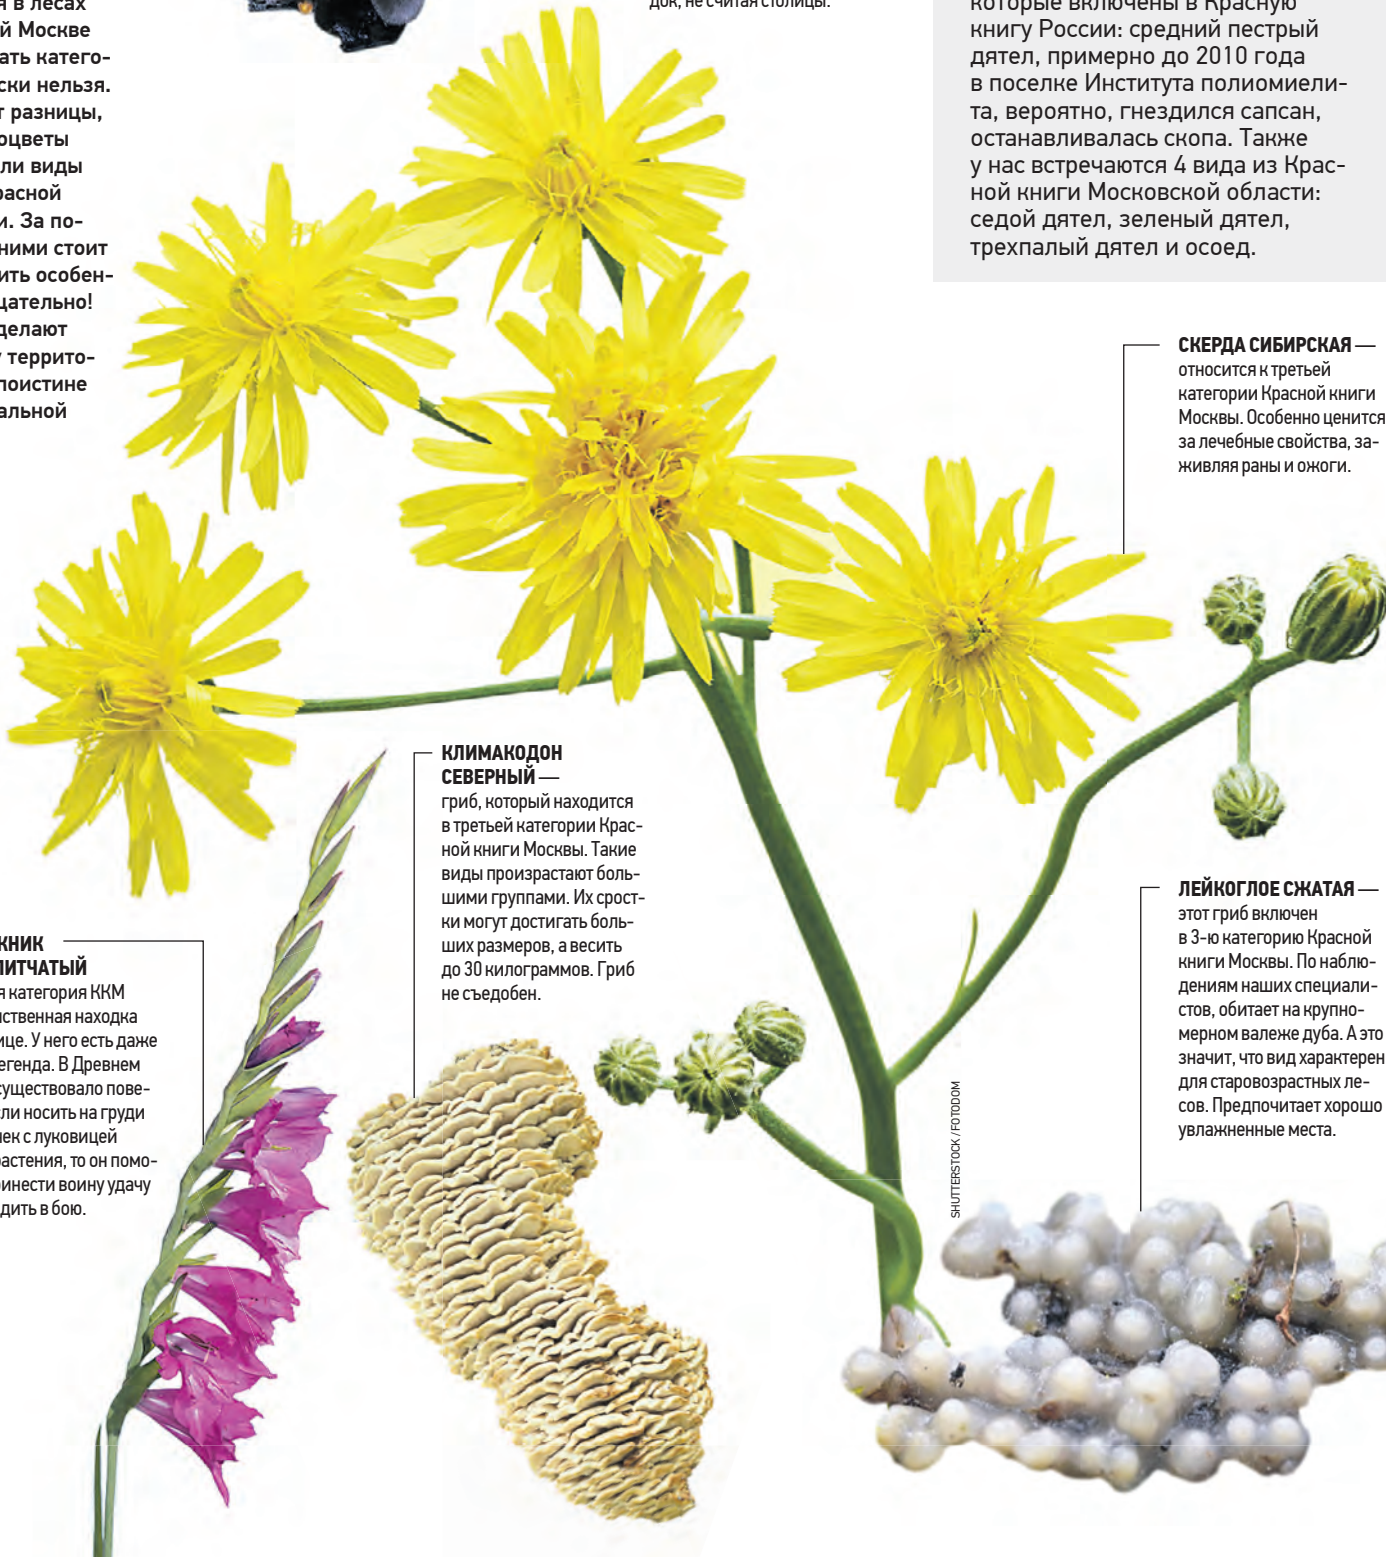 я в лесах
й Москве
ать катего-
ски нельзя.
т разницы,
оцветы
ли виды
расной
и. За по-
ними стоит
ить особен-
цательно!
делают
у террито-
поистине
альной
док, не считая столицы.
которые включены в Красную
книгу России: средний пестрый
дятел, примерно до 2010 года
в поселке Института полиомиели-
та, вероятно, гнездился сапсан,
останавливалась скопа. Также
у нас встречаются 4 вида из Крас-
ной книги Московской области:
седой дятел, зеленый дятел,
трехпалый дятел и осоед.
СКЕРДА СИБИРСКАЯ —
относится к третьей
категории Красной книги
Москвы. Особенно ценится
за лечебные свойства, за-
живляя раны и ожоги.
КЛИМАКОДОН
СЕВЕРНЫЙ —
гриб, который находится
в третьей категории Крас-
ной книги Москвы. Такие
виды произрастают боль-
шими группами. Их срост-
ки могут достигать боль-
ших размеров, а весить
до 30 килограммов. Гриб
не съедобен.
ЖНИК
ПИТЧАТЫЙ
я категория ККМ
нственная находка
ице. У него есть даже
егенда. В Древнем
существовало пове-
сли носить на груди
чек с луковицей
растения, то он помо-
ринести воину удачу
дить в бою.
ЛЕЙКОГЛОЕ СЖАТАЯ —
этот гриб включен
в 3-ю категорию Красной
книги Москвы. По наблю-
дениям наших специали-
стов, обитает на крупно-
мерном валеже дуба. А это
значит, что вид характерен
для старовозрастных ле-
сов. Предпочитает хорошо
увлажненные места.
SHUTTERSTOCK / FOTODOM